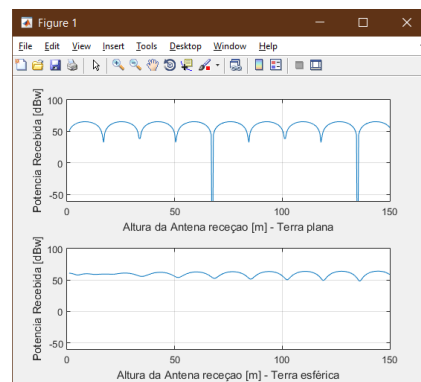 Figure 1
File Edit View Insert Tools Desktop Window Help
Potencia Recebida [dBw]
100
50
0
-50
0 50 100 150
Altura da Antena receçao [m] - Terra plana
Potencia Recebida [dBw]
100
50
0
-50
0 50 100 150
Altura da Antena receçao [m] - Terra esférica